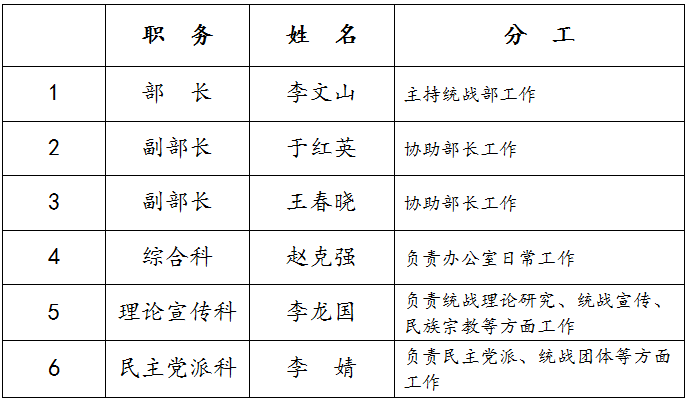 职 务 姓 名 分 工
1 部 长 李文山 主持统战部工作
2 副部长 于红英 协助部长工作
3 副部长 王春晓 协助部长工作
4 综合科 赵克强 负责办公室日常工作
5 理论宣传科 李龙国 负责统战理论研究、统战宣传、
民族宗教等方面工作
6 民主党派科 李 婧 负责民主党派、统战团体等方面
工作